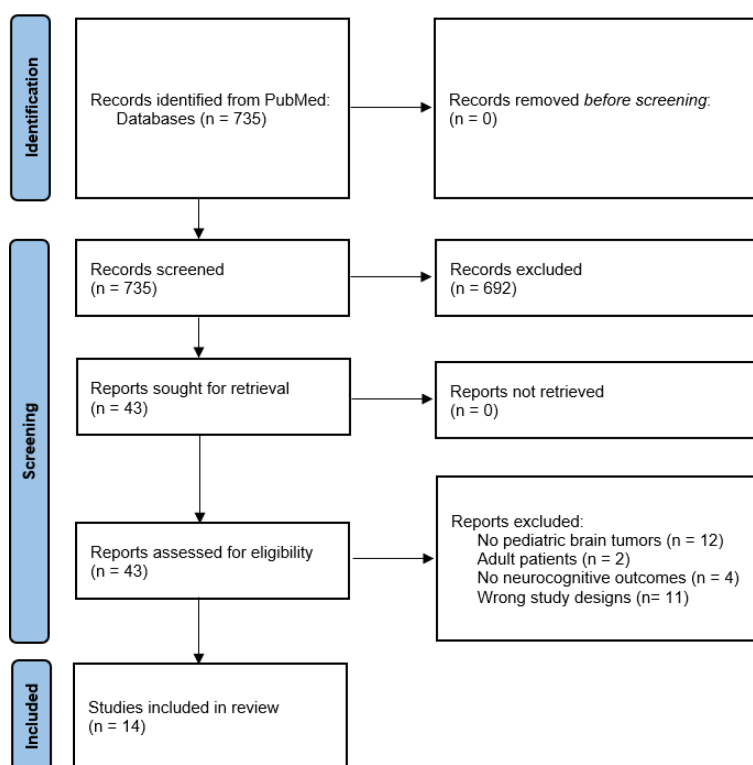 Identification
Records identified from PubMed:
Databases (n = 735)
Records removed before screening:
(n = 0)
Screening
Records screened
(n = 735)
Records excluded
(n = 692)
Reports sought for retrieval
(n = 43)
Reports not retrieved
(n = 0)
Reports assessed for eligibility
(n = 43)
Reports excluded:
No pediatric brain tumors (n = 12)
Adult patients (n = 2)
No neurocognitive outcomes (n = 4)
Wrong study designs (n= 11)
Included
Studies included in review
(n = 14)